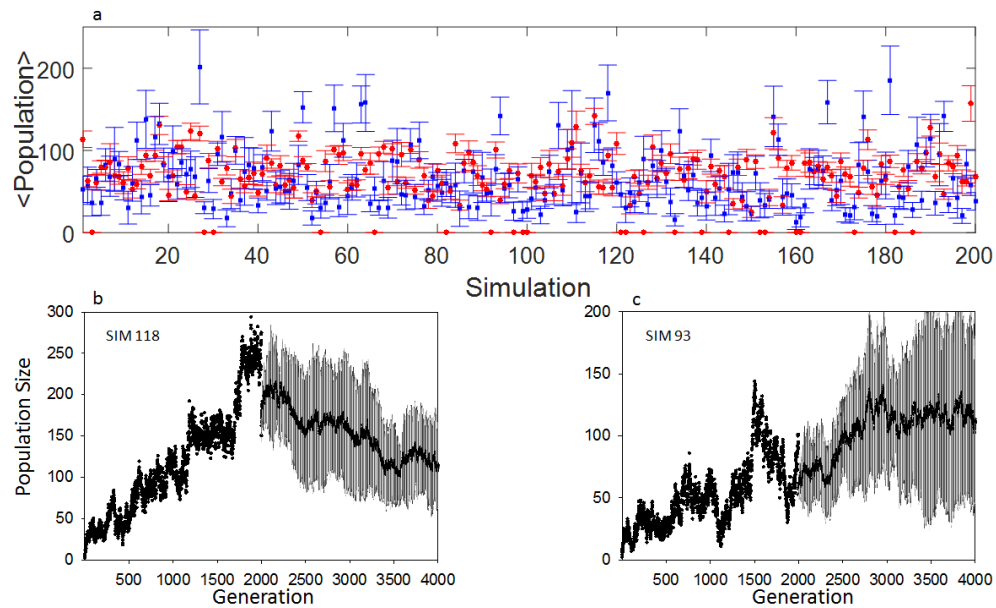 a
<Population>
200
100
0
20 40 60 80 100 120 140 160 180 200
Simulation
b
SIM 118
Population Size
300
250
200
150
100
50
0
500 1000 1500 2000 2500 3000 3500 4000
Generation
c
SIM 93
200
150
100
50
0
500 1000 1500 2000 2500 3000 3500 4000
Generation